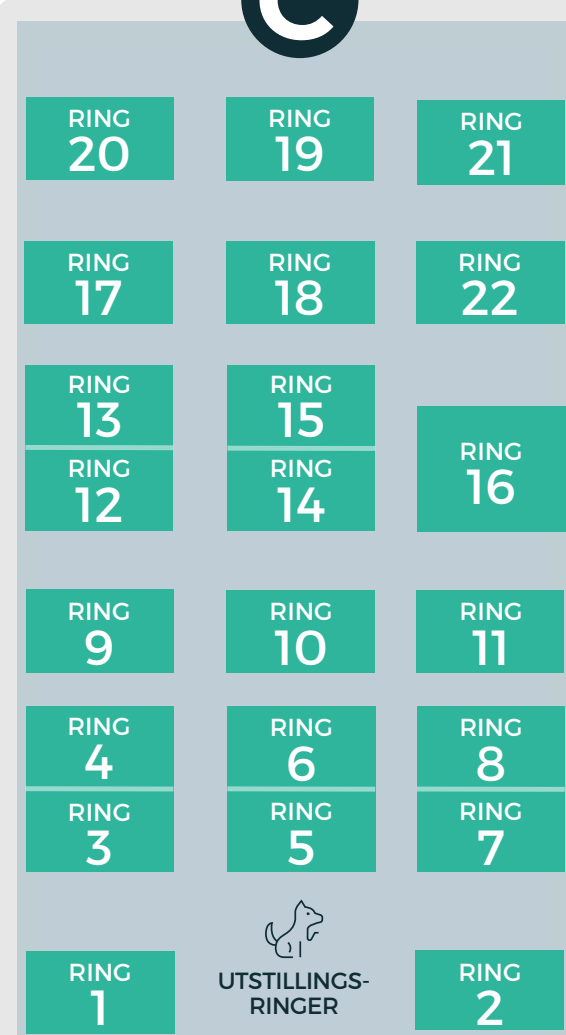 C
RING
20
RING
19
RING
21
RING
17
RING
18
RING
22
RING
13
RING
15
RING
12
RING
14
RING
16
RING
9
RING
10
RING
11
RING
4
RING
6
RING
8
RING
3
RING
5
RING
7
UTSTILLINGS-
RINGER
RING
1
RING
2